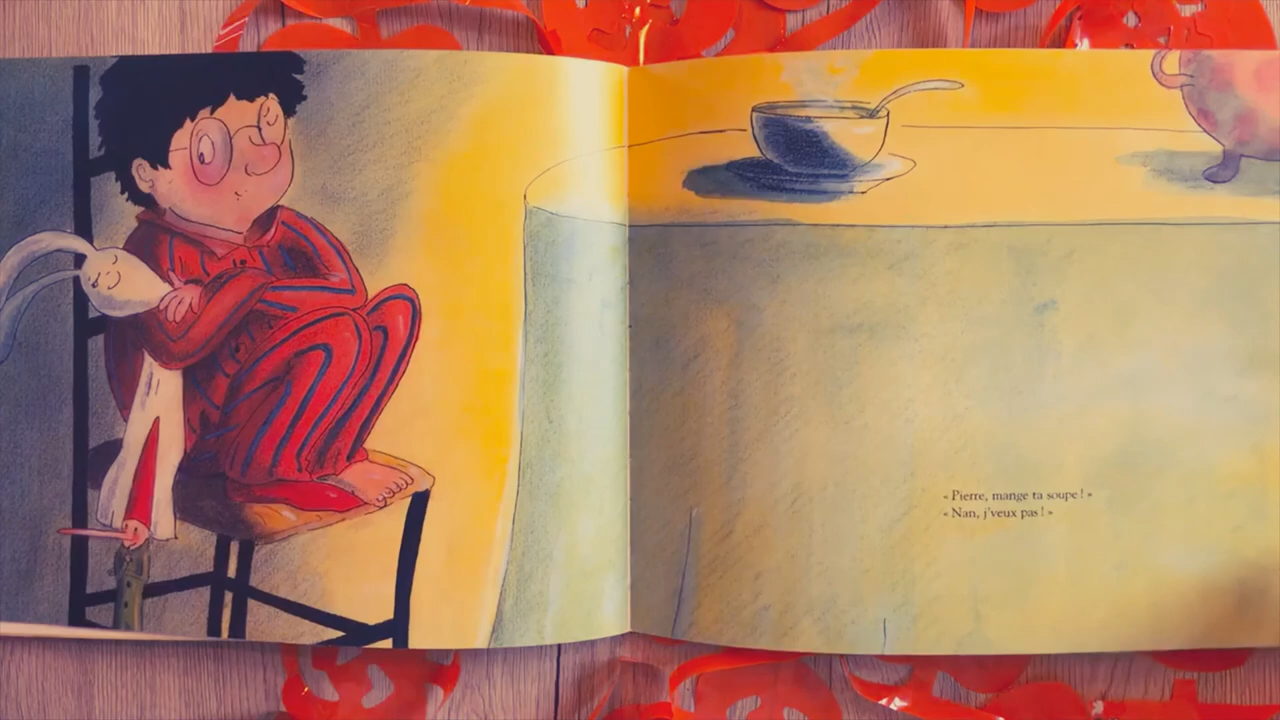 « Pierre, mange ta soupe ! »
« Nan, j'veux pas ! »